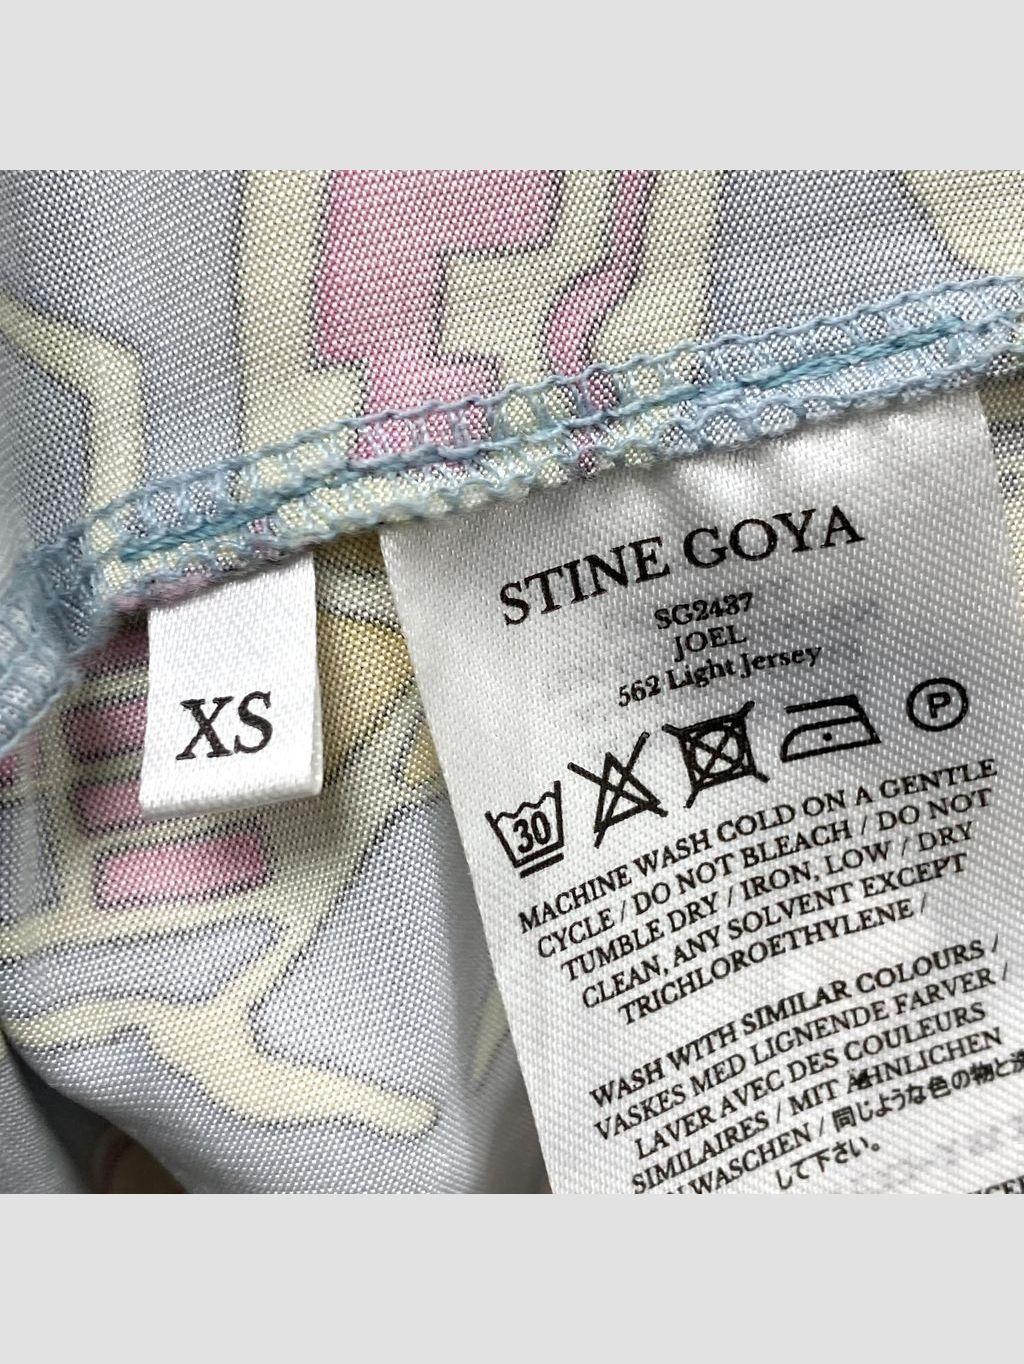 XS
STINE GOYA
SG2437
JOEL
562 Light Jersey
30
P
MACHINE WASH COLD ON A GENTLE
CYCLE / DO NOT BLEACH / DO NOT
TUMBLE DRY / IRON, LOW / DRY
CLEAN, ANY SOLVENT EXCEPT
TRICHLOROETHYLENE /
WASH WITH SIMILAR COLOURS /
VASKES MED LIGNENDE FARVER /
LAVER AVEC DES COULEURS
SIMILAIRES / MIT ÄHNLICHEN
WASCHEN / 同じような色の物と洗
して下さい。